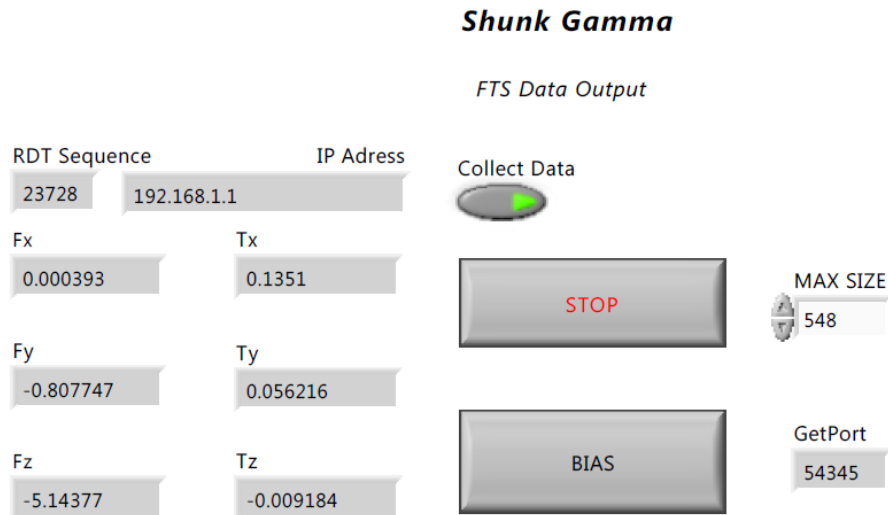 Shunk Gamma
FTS Data Output
RDT Sequence
IP Adress
23728
192.168.1.1
Collect Data
Fx
Tx
0.000393
0.1351
STOP
MAX SIZE
548
Fy
Ty
-0.807747
0.056216
BIAS
GetPort
54345
Fz
Tz
-5.14377
-0.009184